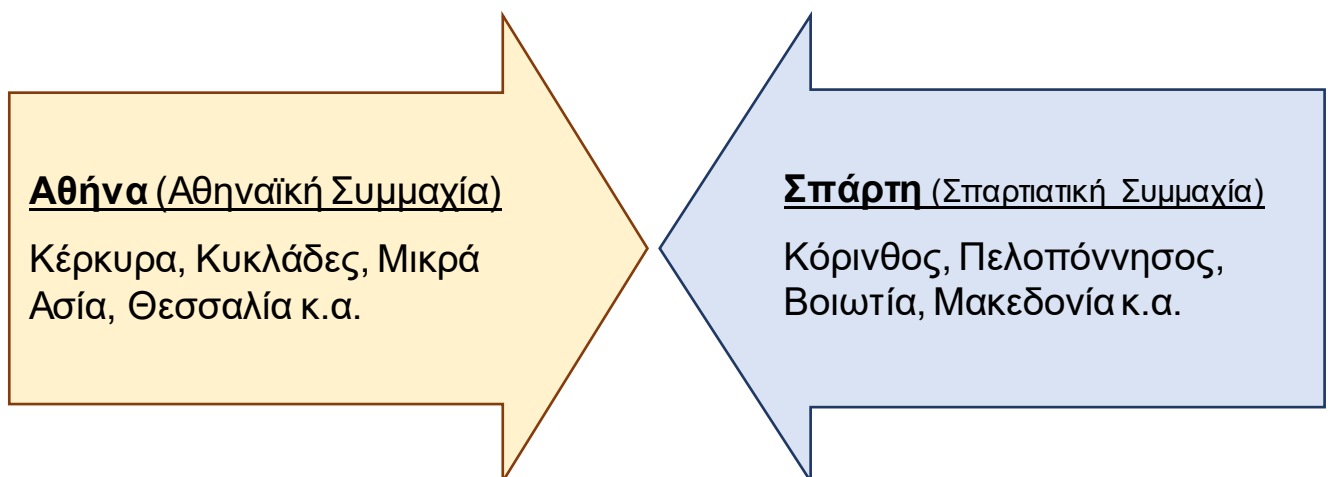 Αθήνα (Αθηναϊκή Συμμαχία)
Κέρκυρα, Κυκλάδες, Μικρά
Ασία, Θεσσαλία κ.α.
Σπάρτη (Σπαρτιατική Συμμαχία)
Κόρινθος, Πελοπόννησος,
Βοιωτία, Μακεδονία κ.α.